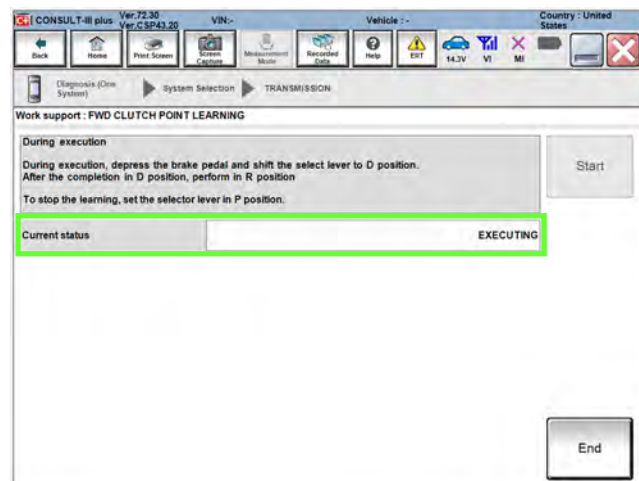 CONSULT-III plus Ver.72.30 VIN:- Vehicle : - Country : United
Ver.CSP43.20 States
Back Home Print Screen Screen Capture Measurement Mode Recorded Data Help ERT 14.3V VI MI
Diagnosis (One System) System Selection TRANSMISSION
Work support : FWD CLUTCH POINT LEARNING
During execution
During execution, depress the brake pedal and shift the select lever to D position.
After the completion in D position, perform in R position
To stop the learning, set the selector lever in P position.
Start
Current status EXECUTING
End